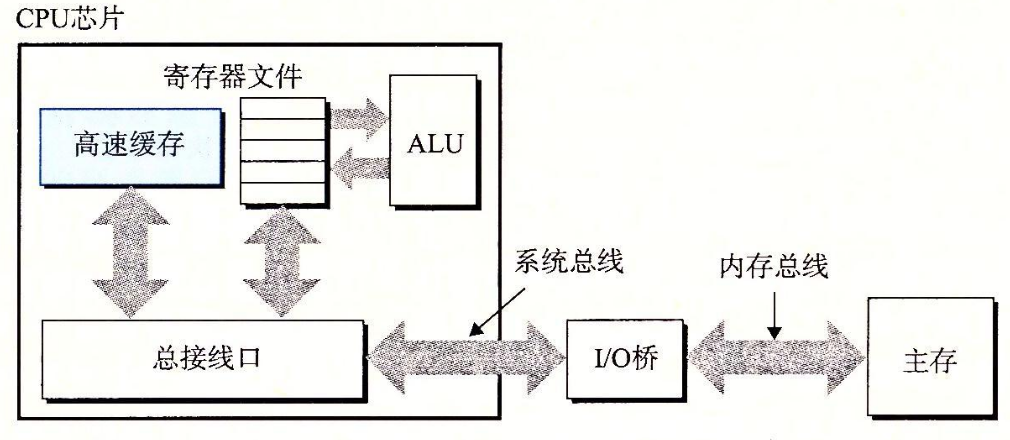 CPU芯片
寄存器文件
高速缓存
ALU
系统总线
内存总线
总接线口
I/O桥
主存